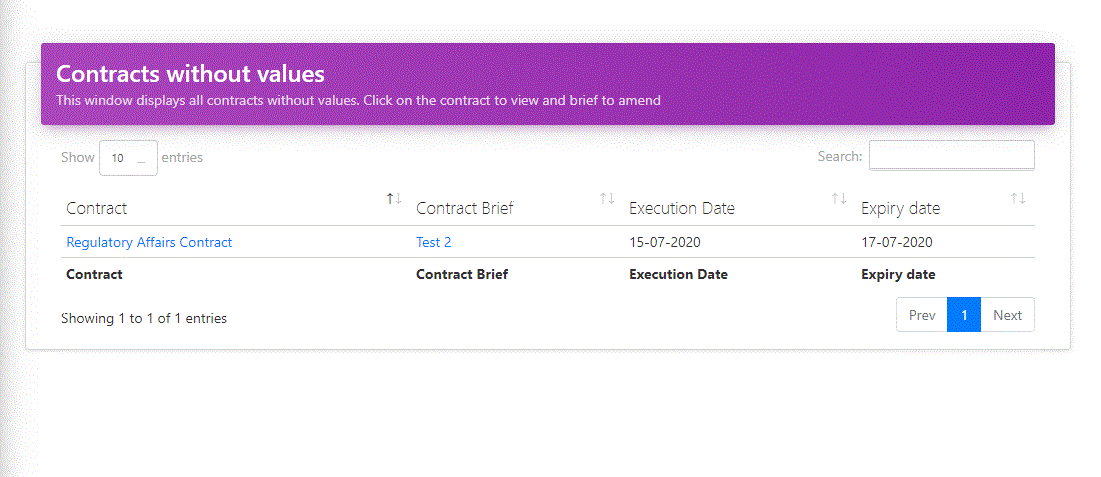 Contracts without values
This window displays all contracts without values. Click on the contract to view and brief to amend
Show 10 entries Search:
Contract Contract Brief Execution Date Expiry date
Regulatory Affairs Contract Test 2 15-07-2020 17-07-2020
Contract Contract Brief Execution Date Expiry date
Showing 1 to 1 of 1 entries Prev 1 Next